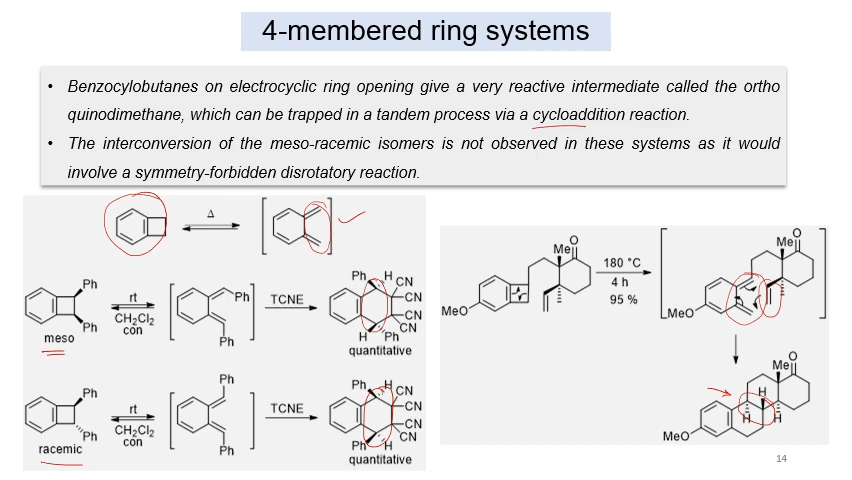 4-membered ring systems
• Benzocylobutanes on electrocyclic ring opening give a very reactive intermediate called the ortho
quinodimethane, which can be trapped in a tandem process via a cycloaddition reaction.
• The interconversion of the meso-racemic isomers is not observed in these systems as it would
involve a symmetry-forbidden disrotatory reaction.
Δ
Ph
Ph
meso
rt
CH₂Cl₂
con
Ph
Ph
TCNE
Ph H CN
CN
CN
CN
H Ph
quantitative
Ph
Ph
racemic
rt
CH₂Cl₂
con
Ph
Ph
TCNE
Ph H CN
CN
CN
CN
Ph H
quantitative
MeO
Me
O
180 °C
4 h
95 %
MeO
Me
O
MeO
Me
O
H
H
H
14